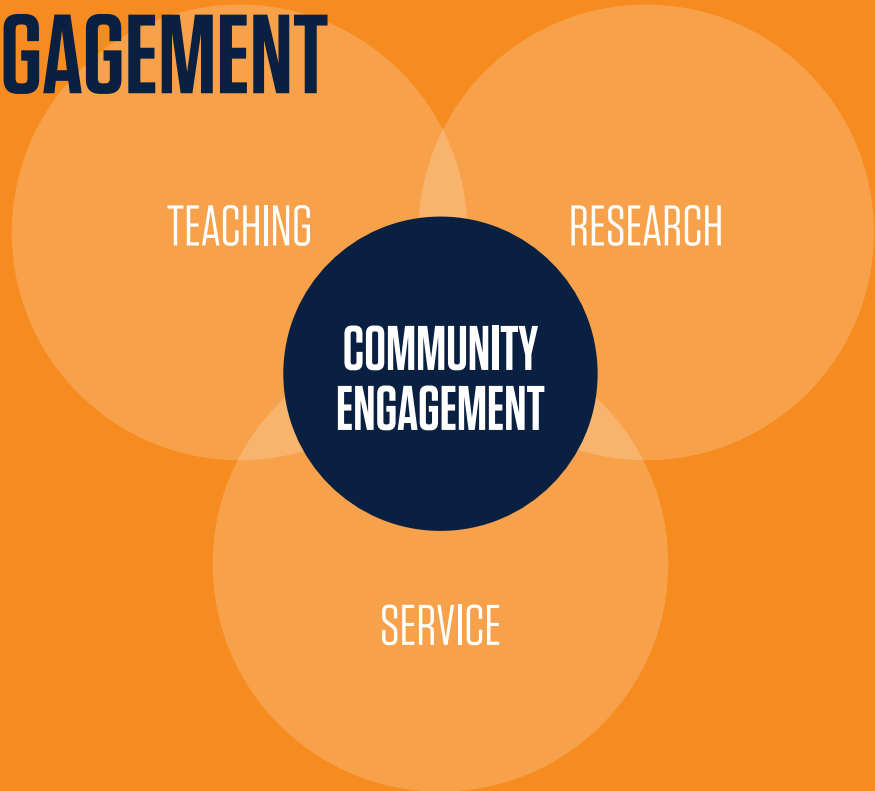 GAGEMENT
TEACHING
RESEARCH
COMMUNITY
ENGAGEMENT
SERVICE